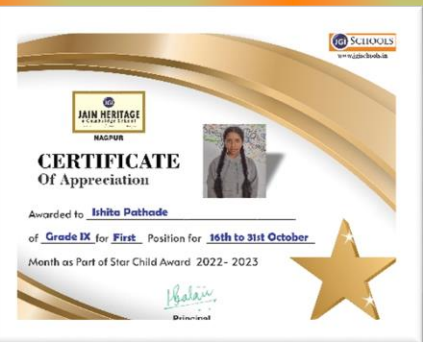 JGI SCHOOLS
www.jgischools.in
JGI
JAIN HERITAGE
a Cambridge School
NAGPUR
CERTIFICATE
Of Appreciation
Awarded to Ishita Pathade
of Grade IX for First Position for 16th to 31st October
Month as Part of Star Child Award 2022- 2023
Principal